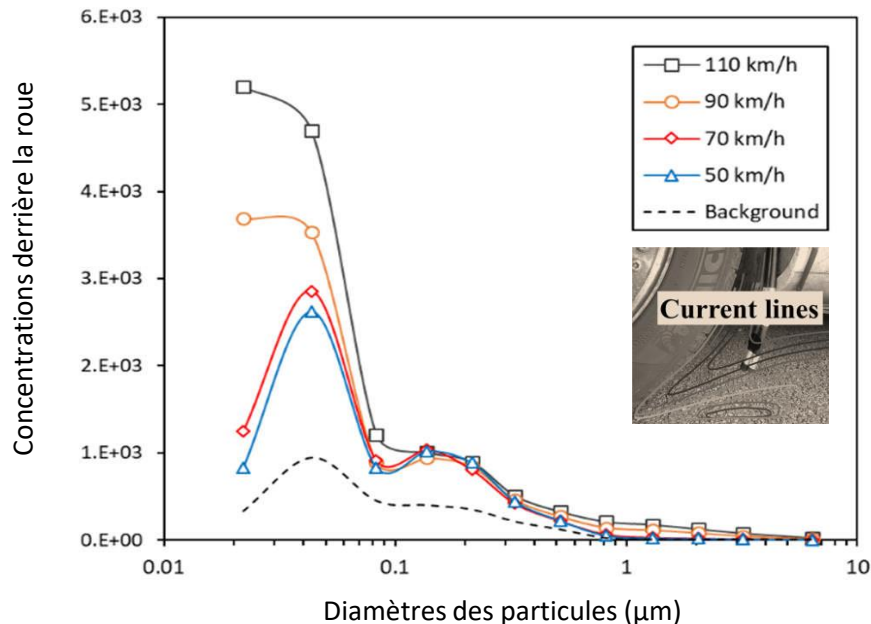 6.E+03
5.E+03
4.E+03
3.E+03
2.E+03
1.E+03
0.E+00
Concentrations derrière la roue
110 km/h
90 km/h
70 km/h
50 km/h
Background
Current lines
0.01
0.1
1
10
Diamètres des particules (µm)